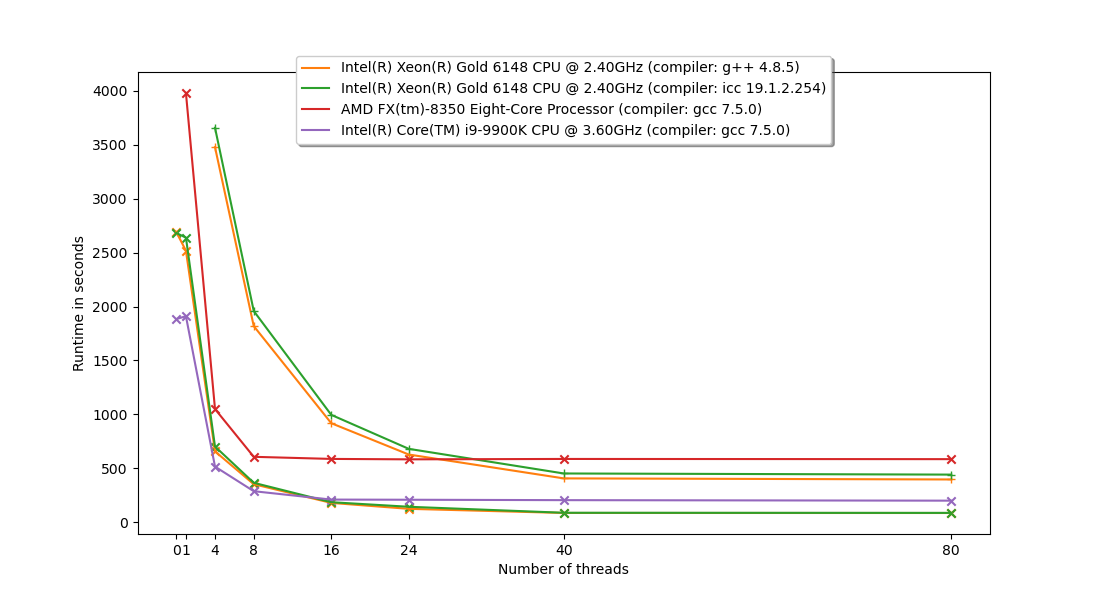 Intel(R) Xeon(R) Gold 6148 CPU @ 2.40GHz (compiler: g++ 4.8.5)
Intel(R) Xeon(R) Gold 6148 CPU @ 2.40GHz (compiler: icc 19.1.2.254)
AMD FX(tm)-8350 Eight-Core Processor (compiler: gcc 7.5.0)
Intel(R) Core(TM) i9-9900K CPU @ 3.60GHz (compiler: gcc 7.5.0)
4000
3500
3000
2500
2000
1500
1000
500
0
Runtime in seconds
0 1 4 8 16 24 40 80
Number of threads